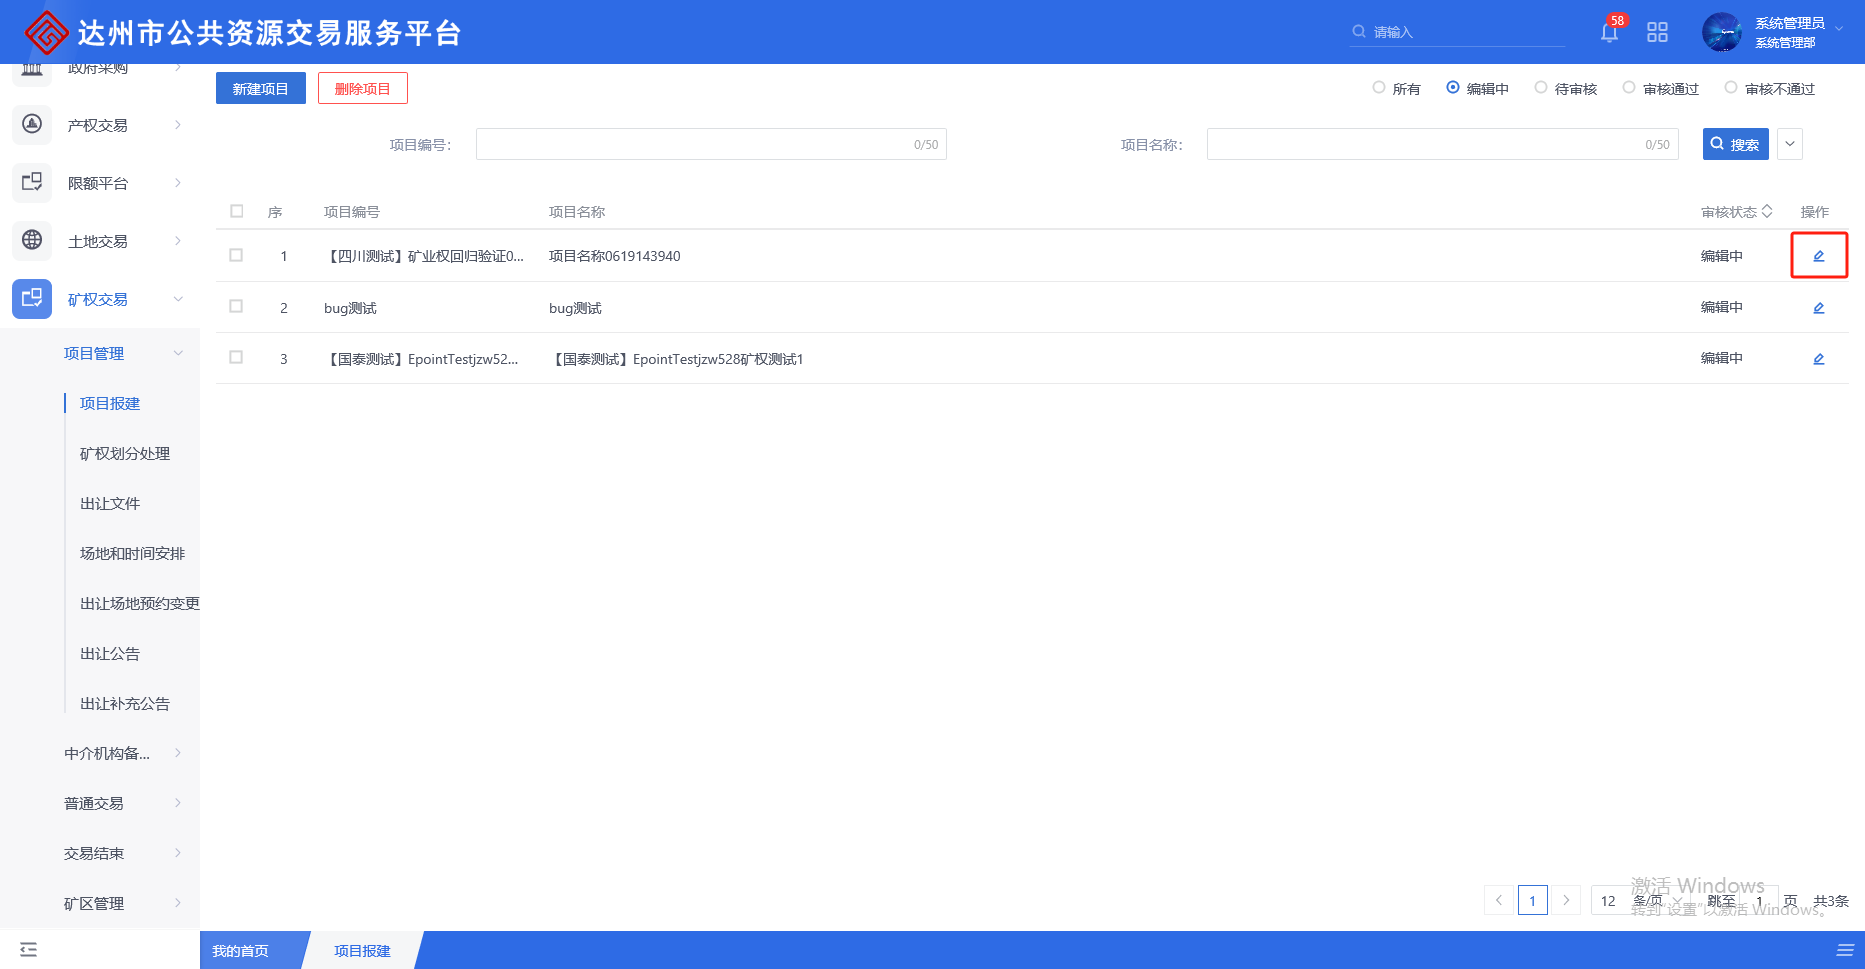 达州市公共资源交易服务平台
请输入
58
系统管理员
系统管理部
政府采购
产权交易
限额平台
土地交易
矿权交易
项目管理
项目报建
矿权划分处理
出让文件
场地和时间安排
出让场地预约变更
出让公告
出让补充公告
中介机构备...
普通交易
交易结束
矿区管理
新建项目 删除项目 所有 编辑中 待审核 审核通过 审核不通过
项目编号： 0/50 项目名称： 0/50 搜索
序 项目编号 项目名称 审核状态 操作
1 【四川测试】矿业权回归验证0... 项目名称0619143940 编辑中
2 bug测试 bug测试 编辑中
3 【国泰测试】EpointTestjzw52... 【国泰测试】EpointTestjzw528矿权测试1 编辑中
激活 Windows
转到"设置"以激活 Windows。
1 12 条/页 跳至 1 页 共3条
我的首页 项目报建